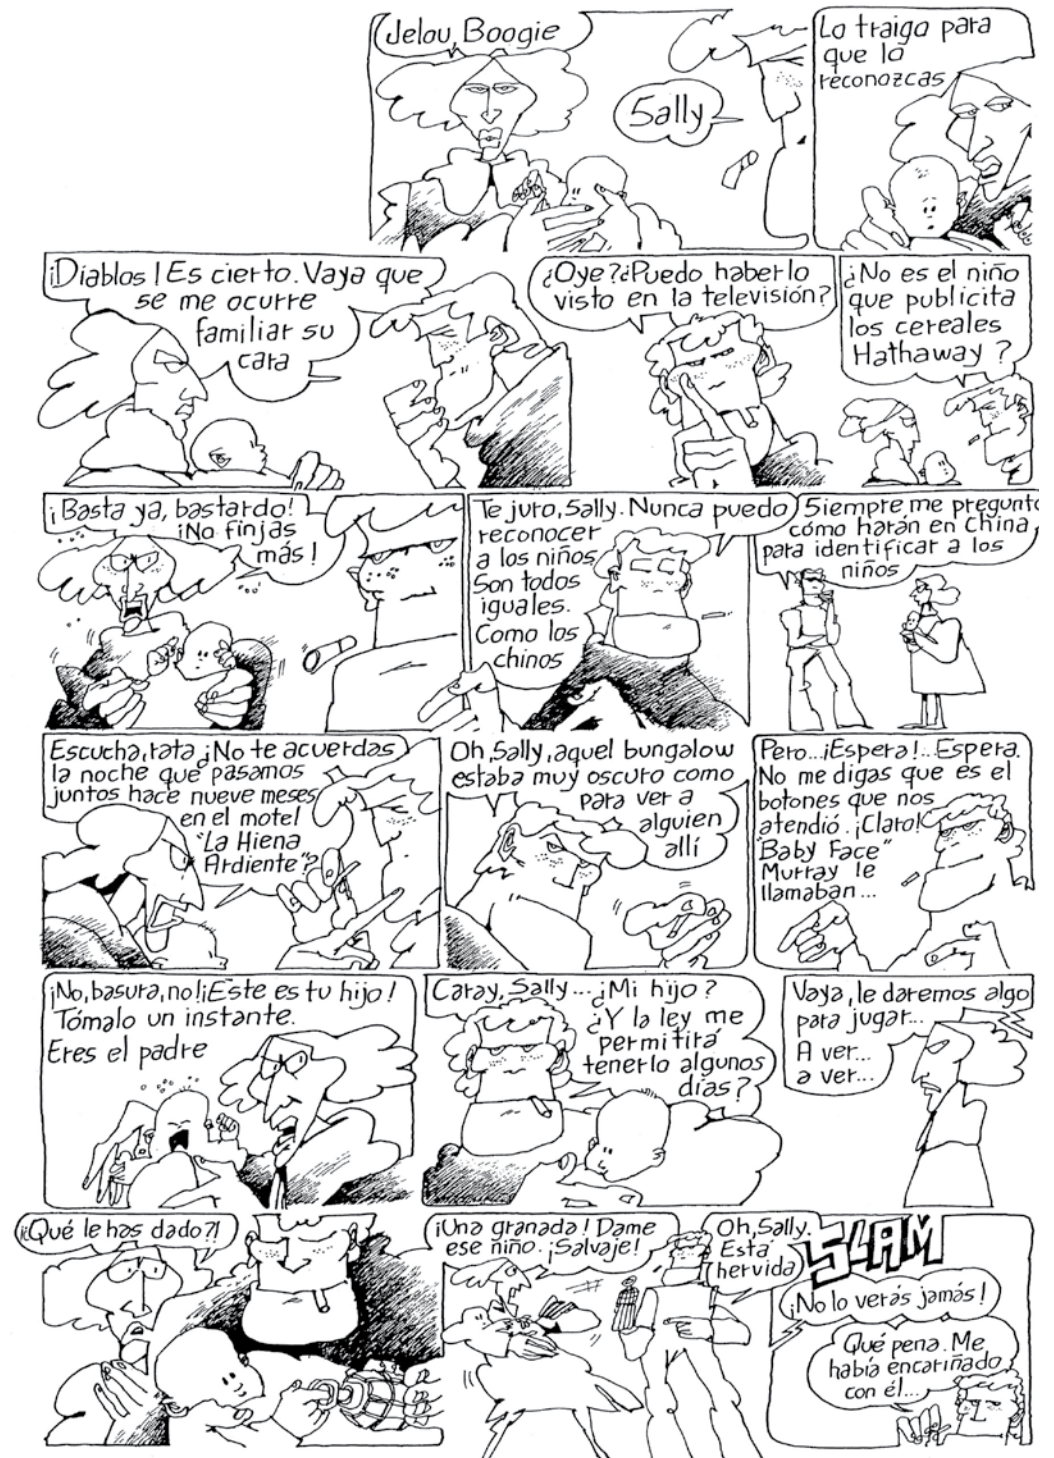 Jelou, Boogie
Sally
Lo traigo para
que lo
reconozcas
¡Diablos! Es cierto. Vaya que
se me ocurre
familiar su
cara
¿Oye? ¿Puedo haberlo
visto en la televisión?
¿No es el niño
que publicita
los cereales
Hathaway?
¡Basta ya, bastardo!
¡No finjas
más!
Te juro, Sally. Nunca puedo
reconocer
a los niños
Son todos
iguales.
Como los
chinos
Siempre me pregunto
cómo harán en China
para identificar a los
niños
Escucha, rata ¿No te acuerdas
la noche que pasamos
juntos hace nueve meses
en el motel
"La Hiena
Ardiente"?
Oh, Sally, aquel bungalow
estaba muy oscuro como
para ver a
alguien
allí
Pero...¡Espera!...Espera.
No me digas que es el
botones que nos
atendió. ¡Claro!
"Baby Face"
Murray le
llamaban...
¡No, basura, no! ¡Este es tu hijo!
Tómalo un instante.
Eres el padre
Caray, Sally... ¿Mi hijo?
¿Y la ley me
permitirá
tenerlo algunos
días?
Vaya, le daremos algo
para jugar...
A ver...
a ver...
¡¿Qué le has dado?!
¡Una granada! Dame
ese niño. ¡Salvaje!
Oh, Sally.
Está
hervida
SLAM
¡No lo verás jamás!
Qué pena. Me
había encariñado
con él...